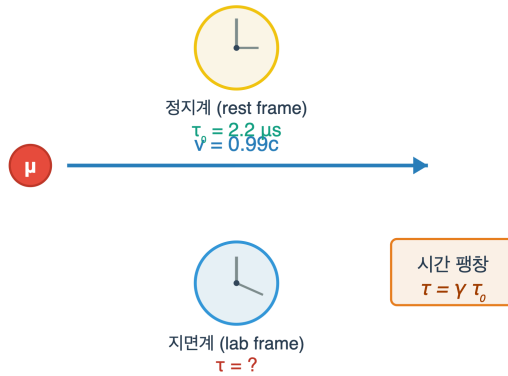 정지계 (rest frame)
τ₀ = 2.2 μs
v = 0.99c
μ
시간 팽창
τ = γ τ₀
지면계 (lab frame)
τ = ?